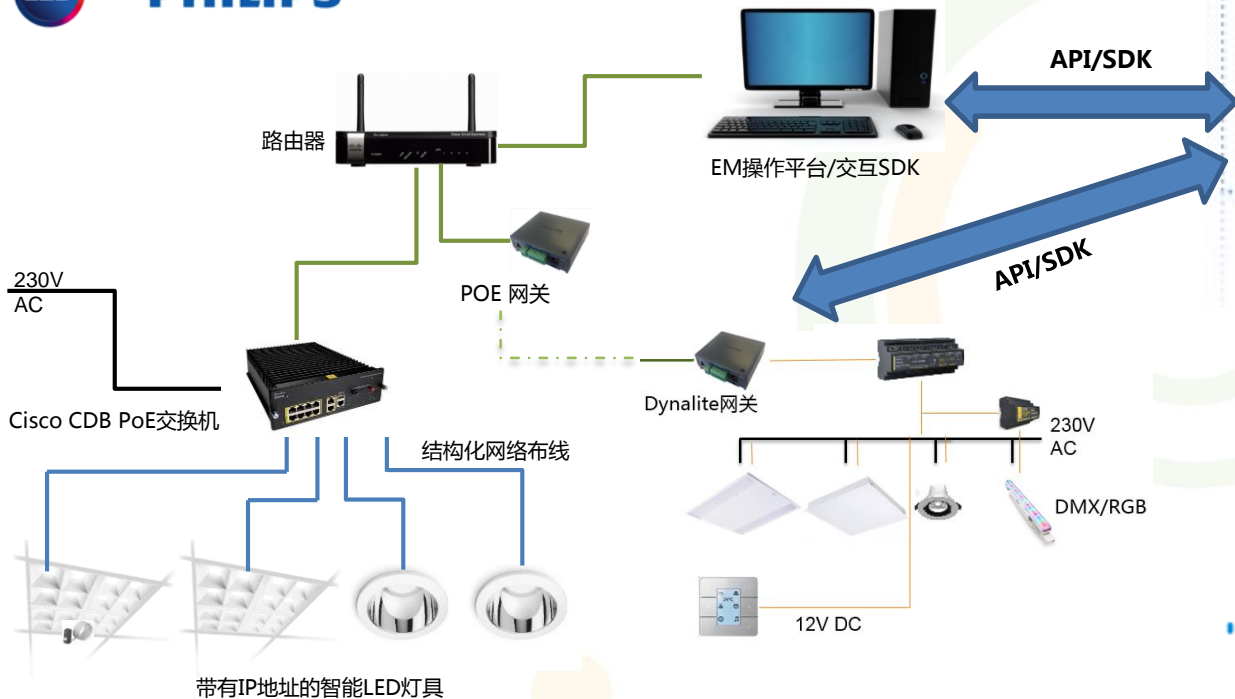 PHILIPS
API/SDK
路由器
EM操作平台/交互SDK
API/SDK
POE 网关
230V
AC
Dynalite网关
Cisco CDB PoE交换机
230V
AC
结构化网络布线
DMX/RGB
12V DC
带有IP地址的智能LED灯具